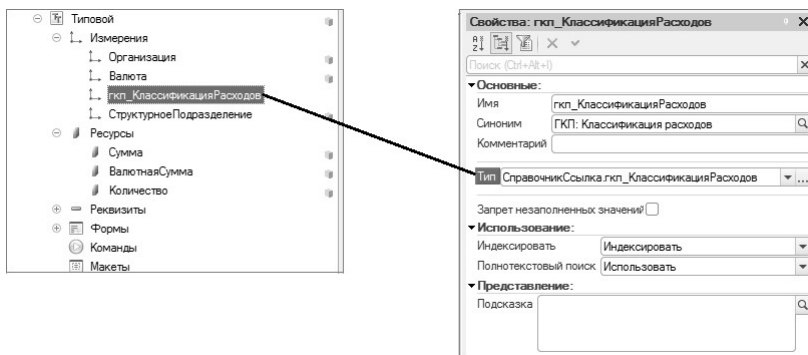 Типовой
Измерения
Организация
Валюта
гкп_КлассификацияРасходов
СтруктурноеПодразделение
Ресурсы
Сумма
ВалютнаяСумма
Количество
Реквизиты
Формы
Команды
Макеты
Свойства: гкп_КлассификацияРасходов
Поиск (Ctrl+Alt+I)
Основные:
Имя гкп_КлассификацияРасходов
Синоним ГКП: Классификация расходов
Комментарий
Тип СправочникСсылка.гкп_КлассификацияРасходов
Запрет незаполненных значений
Использование:
Индексировать Индексировать
Полнотекстовый поиск Использовать
Представление:
Подсказка